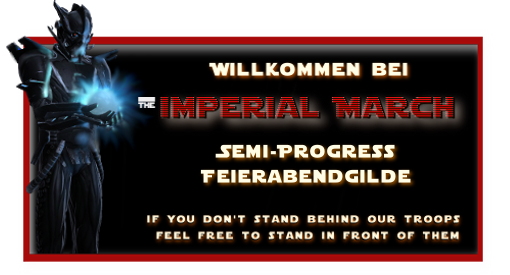 WILLKOMMEN BEI
THE IMPERIAL MARCH
SEMI-PROGRESS
FEIERABENDGILDE
IF YOU DON'T STAND BEHIND OUR TROOPS
FEEL FREE TO STAND IN FRONT OF THEM